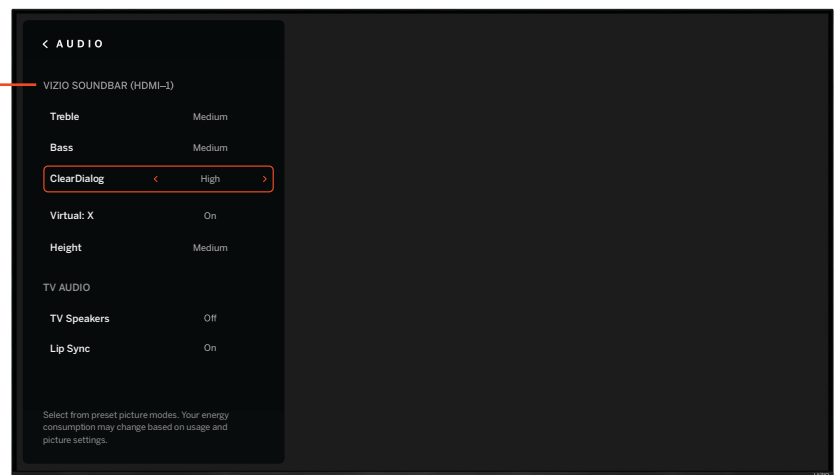 < AUDIO
VIZIO SOUNDBAR (HDMI–1)
Treble Medium
Bass Medium
ClearDialog < High >
Virtual: X On
Height Medium
TV AUDIO
TV Speakers Off
Lip Sync On
Select from preset picture modes. Your energy
consumption may change based on usage and
picture settings.